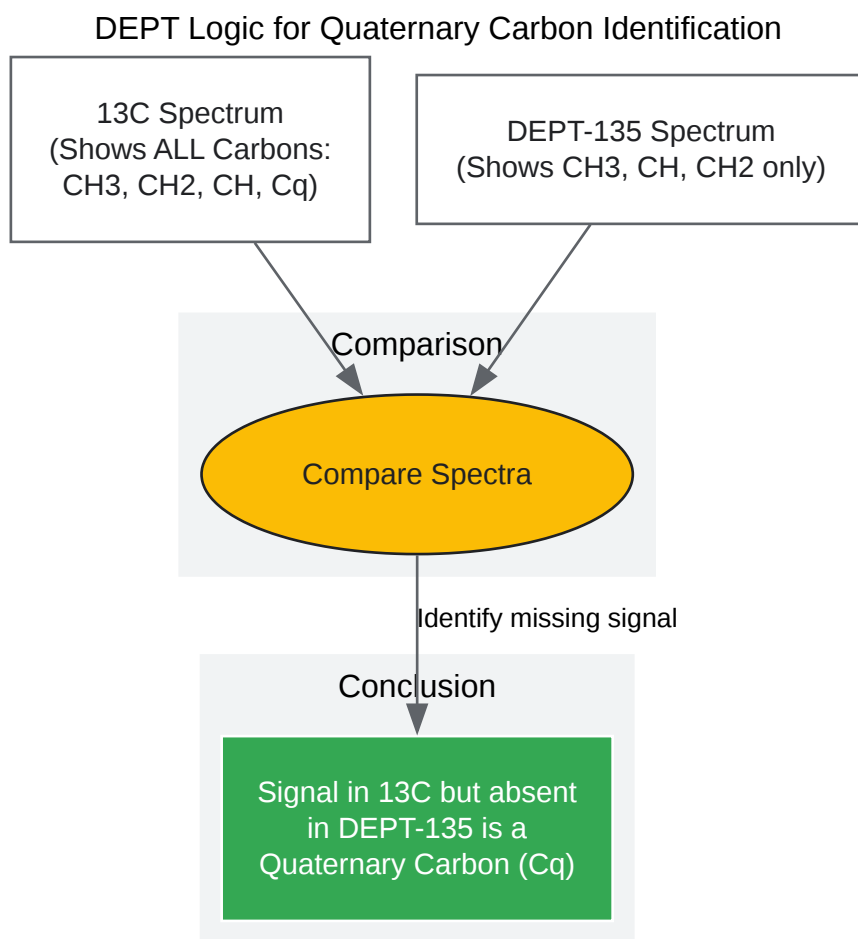 DEPT Logic for Quaternary Carbon Identification
13C Spectrum
(Shows ALL Carbons:
CH3, CH2, CH, Cq)
DEPT-135 Spectrum
(Shows CH3, CH, CH2 only)
Comparison
Compare Spectra
Identify missing signal
Conclusion
Signal in 13C but absent
in DEPT-135 is a
Quaternary Carbon (Cq)